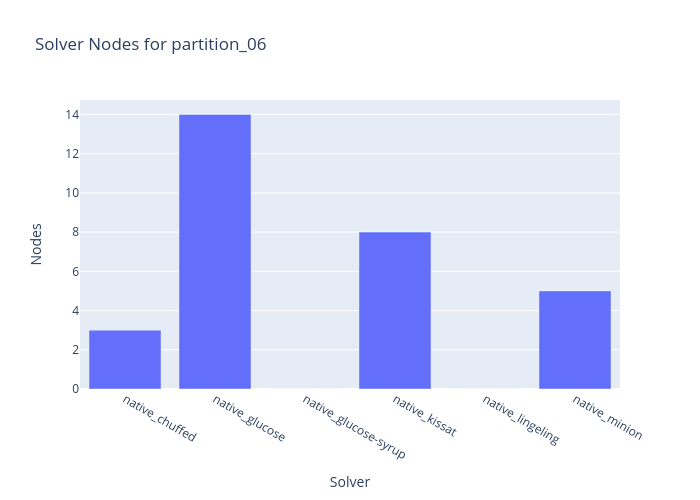 Solver Nodes for partition_06
14
12
10
8
6
4
2
0
Nodes
native_chuffed
native_glucose
native_glucose-syrup
native_kissat
native_lingeling
native_minion
Solver